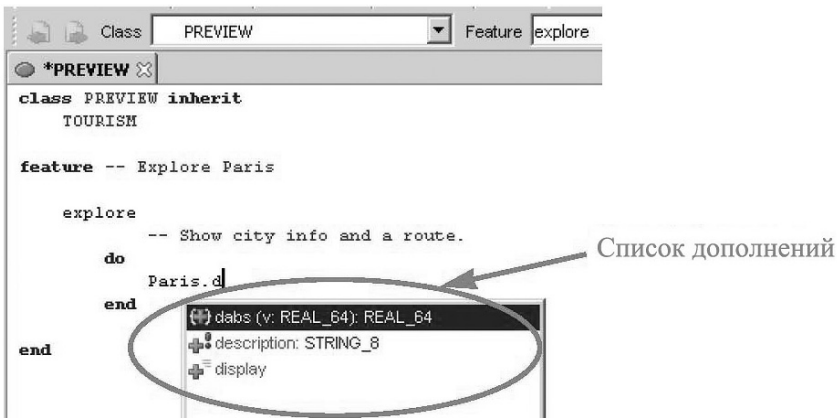 Class PREVIEW Feature explore
*PREVIEW
class PREVIEW inherit
TOURISM
feature -- Explore Paris
explore
-- Show city info and a route.
do
Paris.d
end
dabs (v: REAL_64): REAL_64
description: STRING_8
display
end
Список дополнений